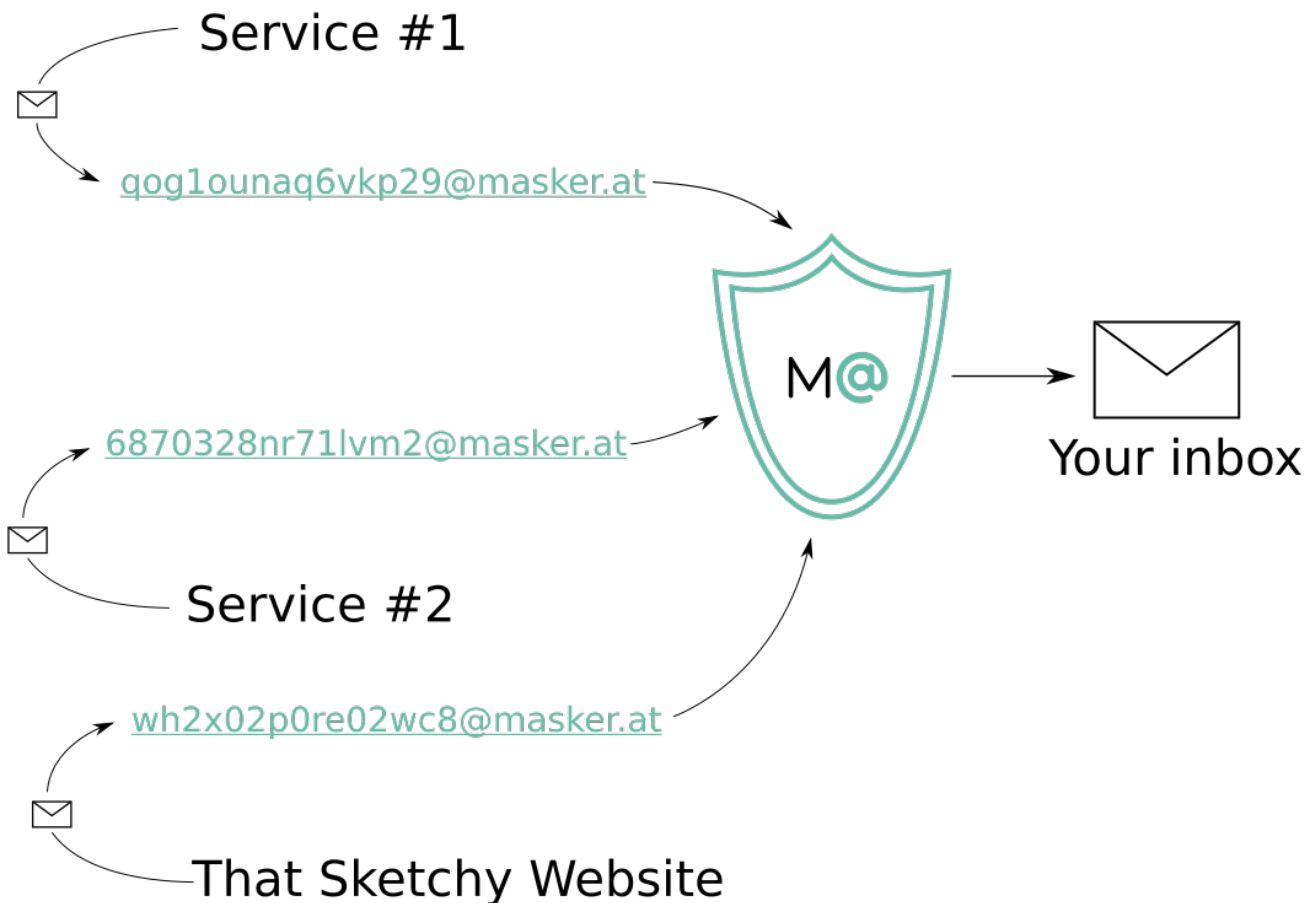 Service #1
qog1ounaq6vkp29@masker.at
M@
6870328nr71lvm2@masker.at
Your inbox
Service #2
wh2x02p0re02wc8@masker.at
That Sketchy Website